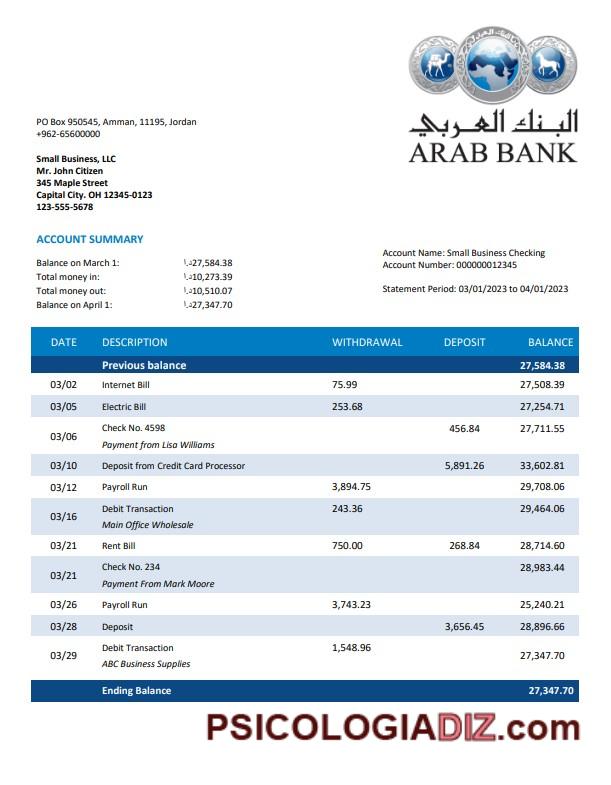 البنك العربي
ARAB BANK
PO Box 950545, Amman, 11195, Jordan
+962-65600000
Small Business, LLC
Mr. John Citizen
345 Maple Street
Capital City. OH 12345-0123
123-555-5678
ACCOUNT SUMMARY
Balance on March 1: 27,584.38
Total money in: 10,273.39
Total money out: 10,510.07
Balance on April 1: 27,347.70
Account Name: Small Business Checking
Account Number: 000000012345
Statement Period: 03/01/2023 to 04/01/2023
DATE DESCRIPTION WITHDRAWAL DEPOSIT BALANCE
Previous balance 27,584.38
03/02 Internet Bill 75.99 27,508.39
03/05 Electric Bill 253.68 27,254.71
03/06 Check No. 4598 456.84 27,711.55
Payment from Lisa Williams
03/10 Deposit from Credit Card Processor 5,891.26 33,602.81
03/12 Payroll Run 3,894.75 29,708.06
03/16 Debit Transaction 243.36 29,464.06
Main Office Wholesale
03/21 Rent Bill 750.00 268.84 28,714.60
03/21 Check No. 234 28,983.44
Payment From Mark Moore
03/26 Payroll Run 3,743.23 25,240.21
03/28 Deposit 3,656.45 28,896.66
03/29 Debit Transaction 1,548.96 27,347.70
ABC Business Supplies
Ending Balance 27,347.70
PSICOLOGIADIZ.com